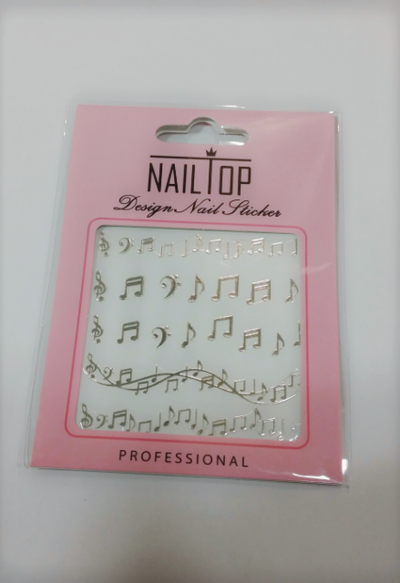 NAILTOP
Design Nail Sticker
PROFESSIONAL